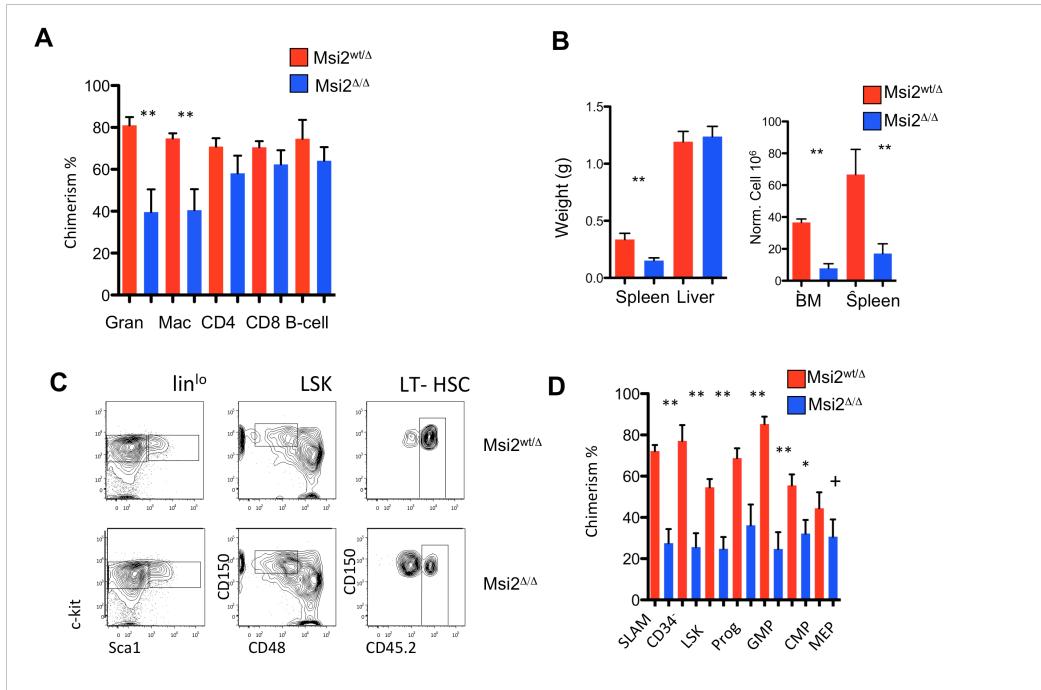 A
Msi2wt/Δ
Msi2Δ/Δ
Chimerism %
100
80
60
40
20
0
** **
Gran Mac CD4 CD8 B-cell
B
Msi2wt/Δ
Msi2Δ/Δ
Weight (g)
1.5
1.0
0.5
0.0
**
Spleen Liver
Norm. Cell 10⁶
100
80
60
40
20
0
** **
BM Spleen
C
linlo LSK LT- HSC
Msi2wt/Δ
Msi2Δ/Δ
c-kit
CD150
CD150
Sca1 CD48 CD45.2
D
Msi2wt/Δ
Msi2Δ/Δ
Chimerism %
100
80
60
40
20
0
** ** ** ** ** * +
SLAM CD34⁻ LSK Prog GMP CMP MEP